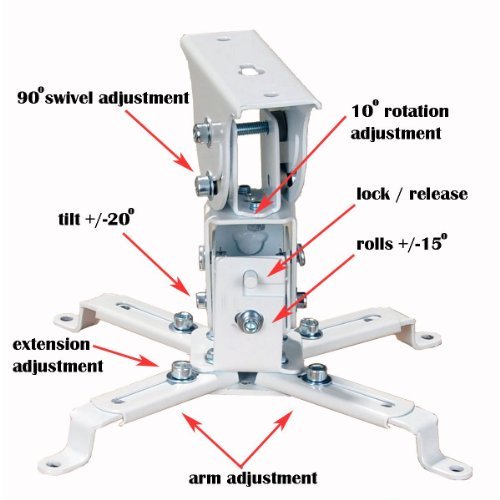 90° swivel adjustment
10° rotation
adjustment
lock / release
tilt +/-20°
rolls +/-15°
extension
adjustment
arm adjustment